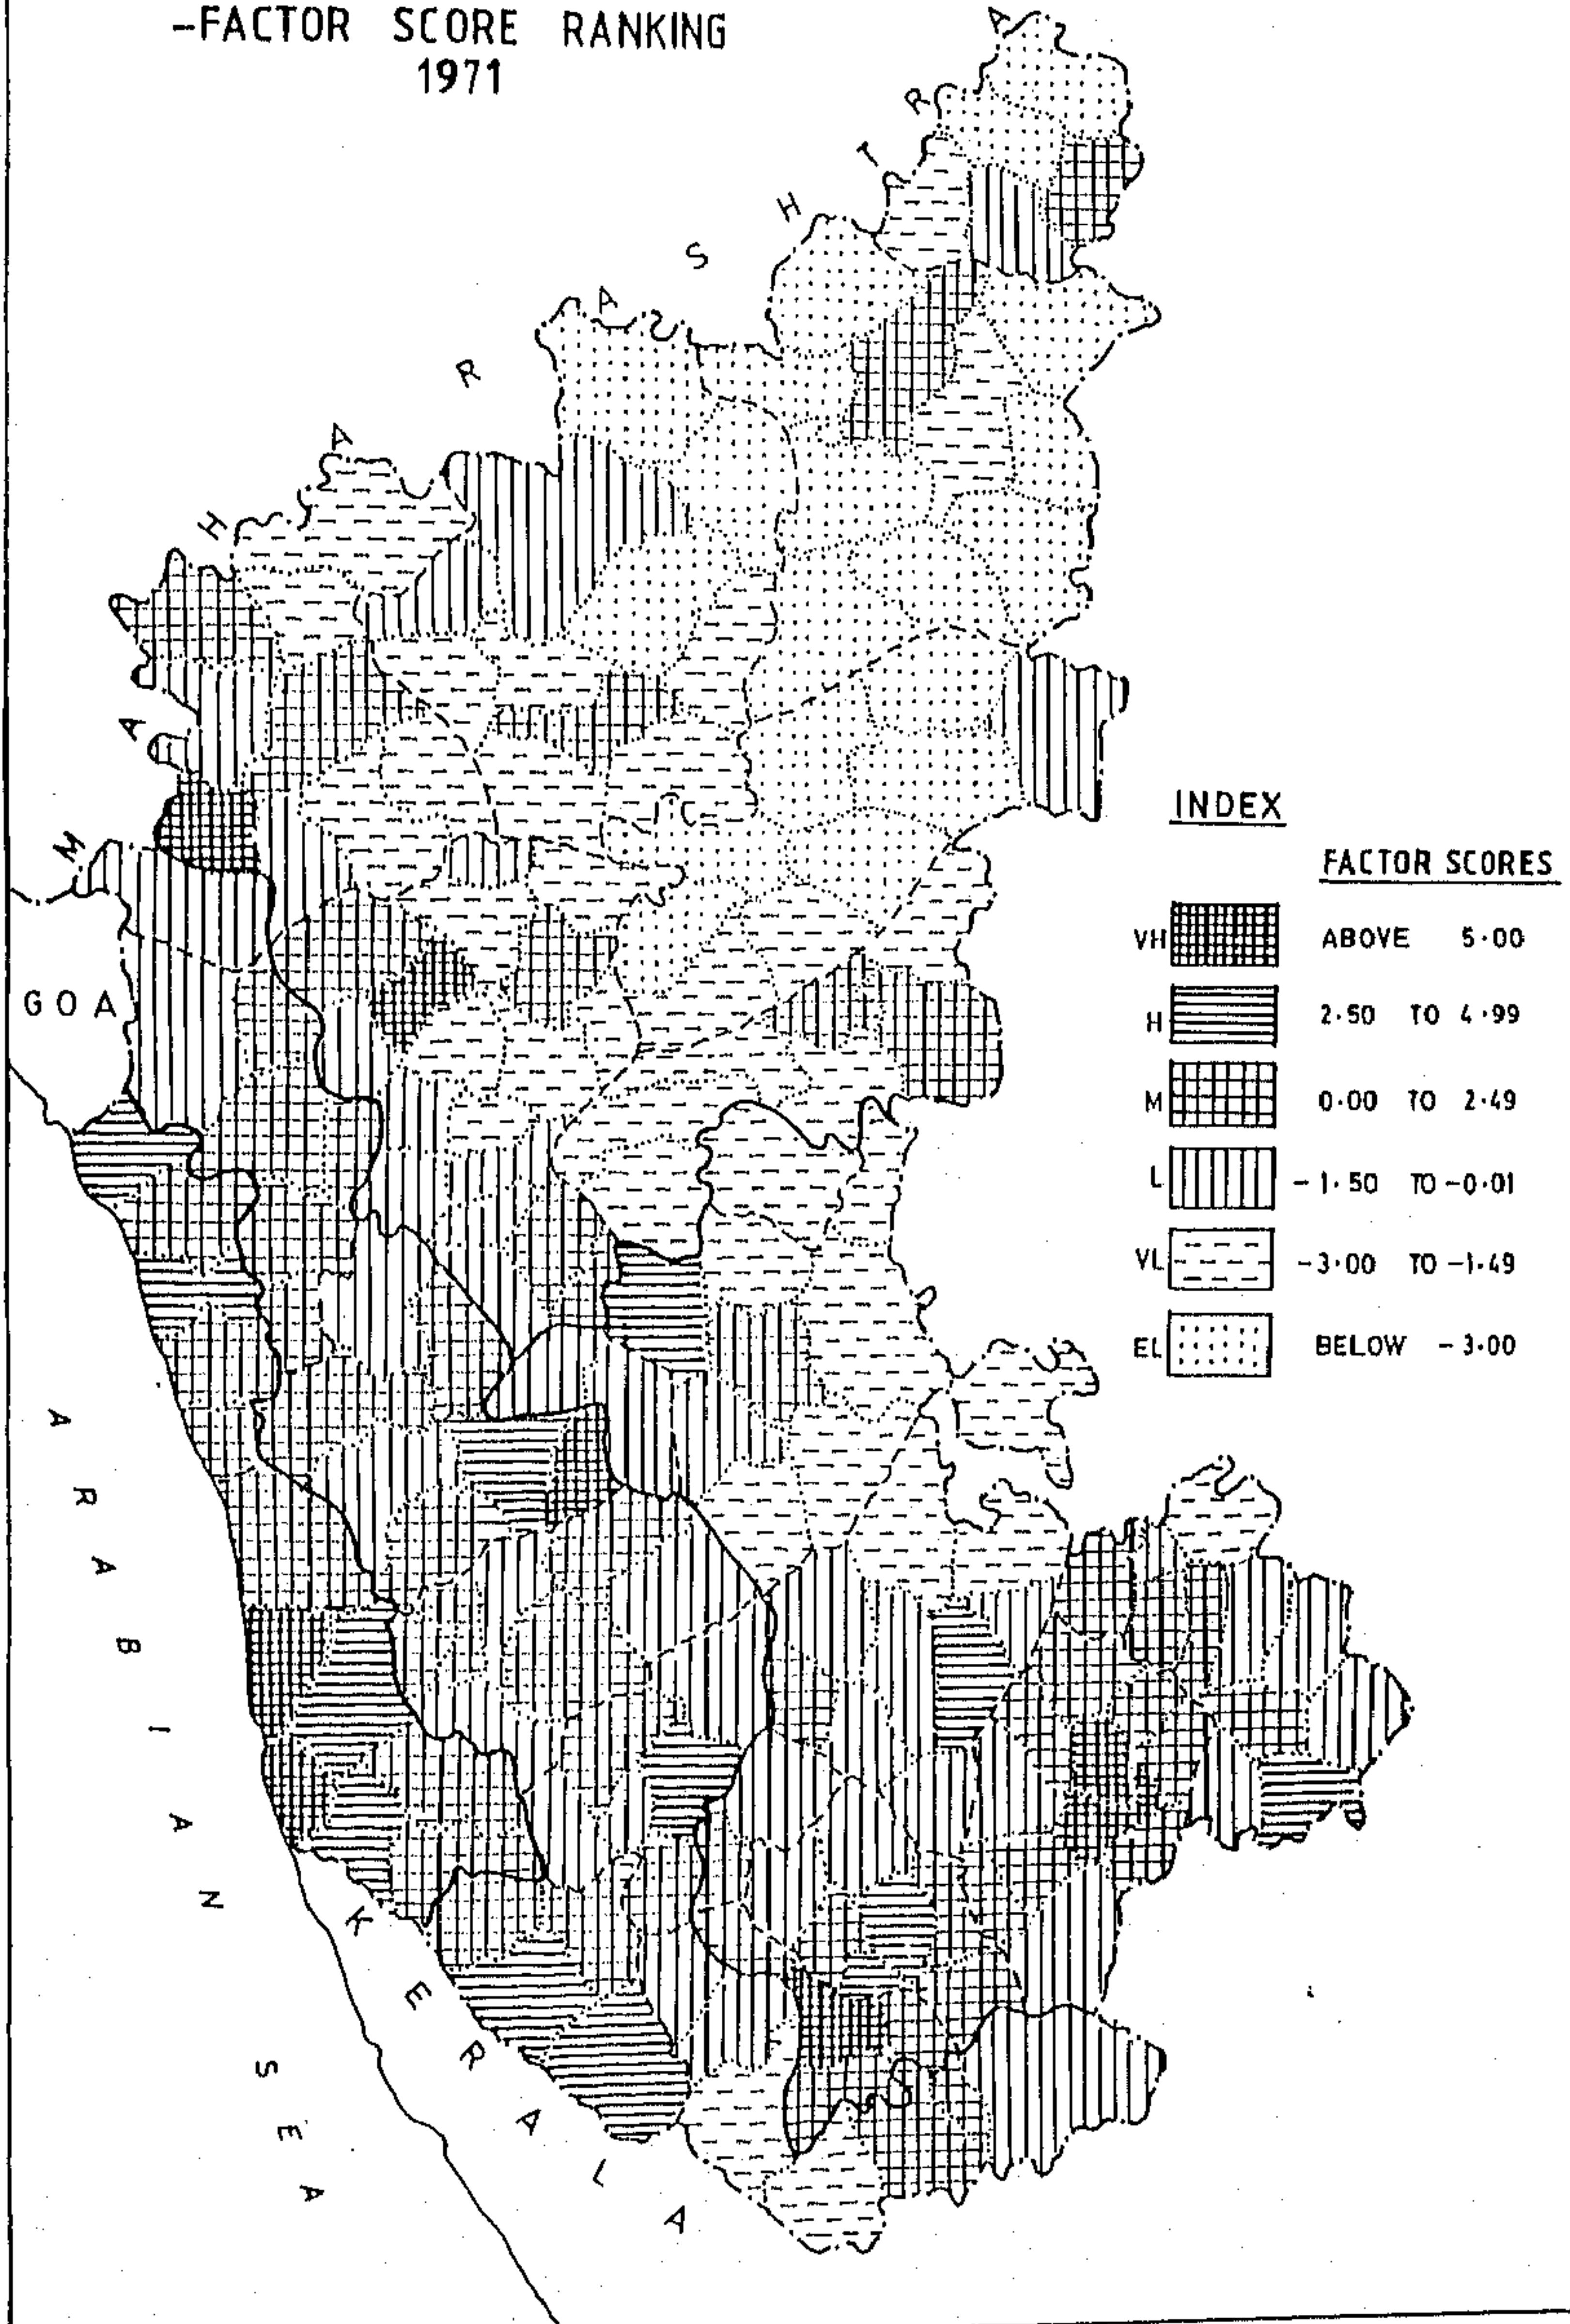 -FACTOR SCORE RANKING
1971
MAHARASHTRA
GOA
ARABIAN SEA
KERALA
INDEX
FACTOR SCORES
VH ABOVE 5.00
H 2.50 TO 4.99
M 0.00 TO 2.49
L -1.50 TO -0.01
VL -3.00 TO -1.49
EL BELOW -3.00